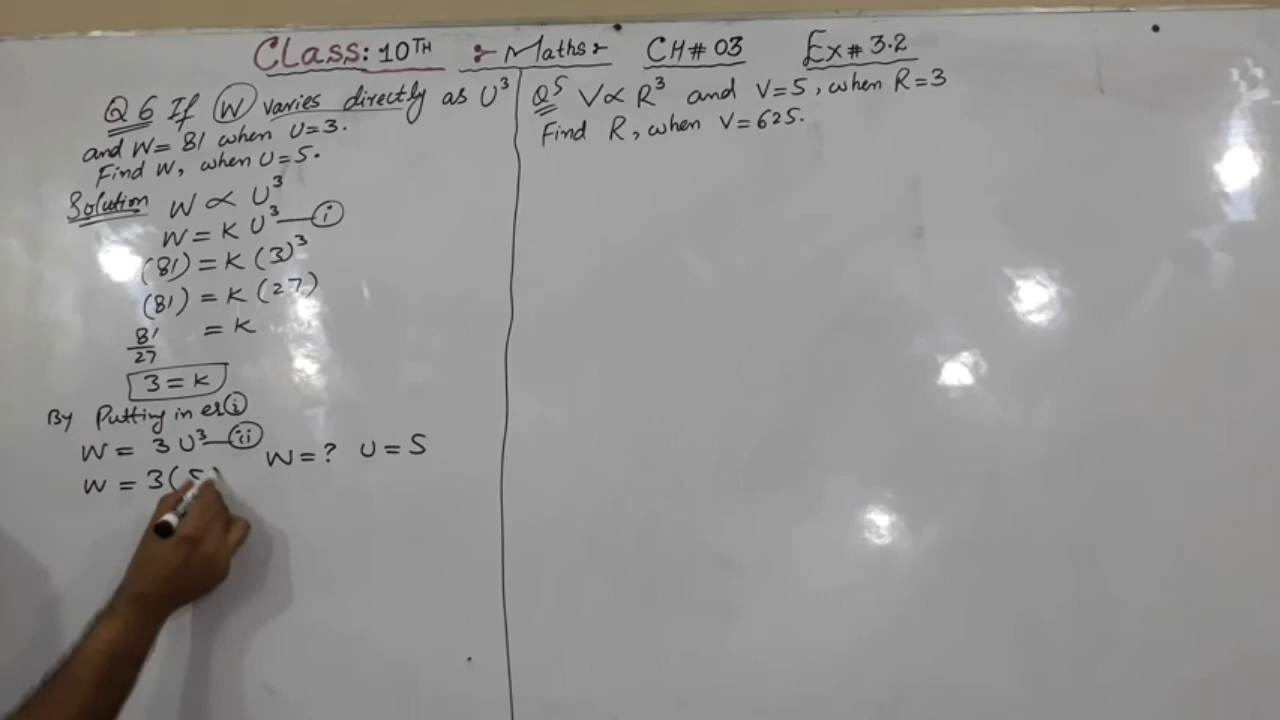 CLASS: 10TH :- Maths:- CH# 03 Ex# 3.2
Q6 If W varies directly as U³
and W= 81 when U=3.
Find W, when U=5.
Solution W ∝ U³
W = K U³ — (i)
(81) = K (3)³
(81) = K (27)
81/27 = K
3 = K
By Putting in eq (i)
W = 3 U³ — (ii) W = ? U = 5
W = 3(5)
Q5 V ∝ R³ and V=5, when R=3
Find R, when V=625.